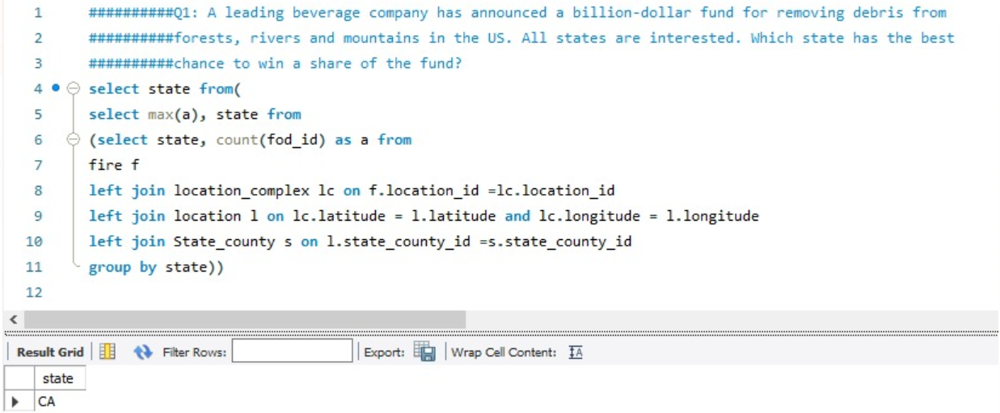 1 ##########Q1: A leading beverage company has announced a billion-dollar fund for removing debris from
2 ##########forests, rivers and mountains in the US. All states are interested. Which state has the best
3 ##########chance to win a share of the fund?
4 select state from(
5 select max(a), state from
6 (select state, count(fod_id) as a from
7 fire f
8 left join location_complex lc on f.location_id =lc.location_id
9 left join location l on lc.latitude = l.latitude and lc.longitude = l.longitude
10 left join State_county s on l.state_county_id =s.state_county_id
11 group by state))
12
Result Grid Filter Rows: Export: Wrap Cell Content: IA
state
CA